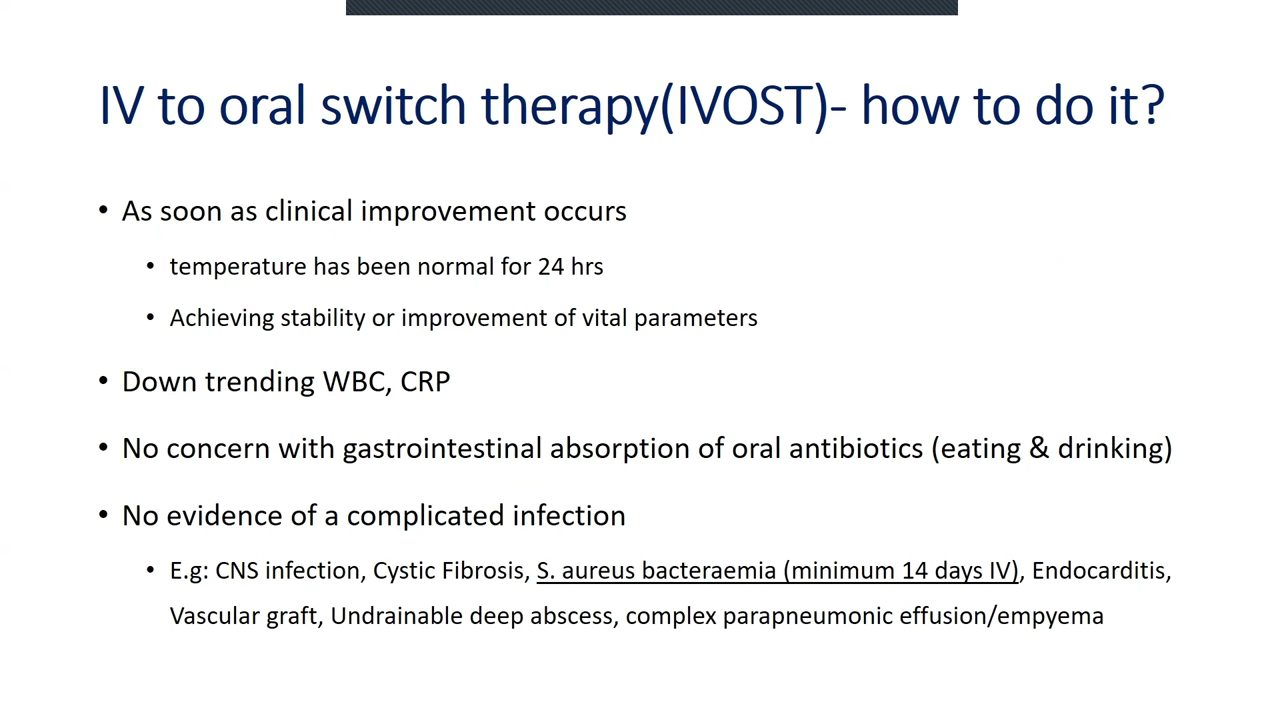 IV to oral switch therapy(IVOST)- how to do it?
• As soon as clinical improvement occurs
• temperature has been normal for 24 hrs
• Achieving stability or improvement of vital parameters
• Down trending WBC, CRP
• No concern with gastrointestinal absorption of oral antibiotics (eating & drinking)
• No evidence of a complicated infection
• E.g: CNS infection, Cystic Fibrosis, S. aureus bacteraemia (minimum 14 days IV), Endocarditis,
Vascular graft, Undrainable deep abscess, complex parapneumonic effusion/empyema